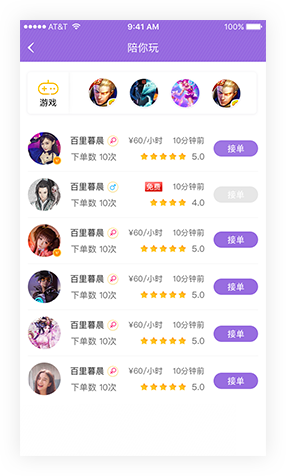 AT&T 9:41 AM 100%
陪你玩
游戏
百里暮晨 ¥60/小时 10分钟前
下单数 10次 5.0 接单
百里暮晨 免费 10分钟前
下单数 10次 4.0 接单
百里暮晨 ¥60/小时 10分钟前
下单数 10次 5.0 接单
百里暮晨 ¥60/小时 10分钟前
下单数 10次 5.0 接单
百里暮晨 ¥60/小时 10分钟前
下单数 10次 5.0 接单
百里暮晨 ¥60/小时 10分钟前
下单数 10次 5.0 接单